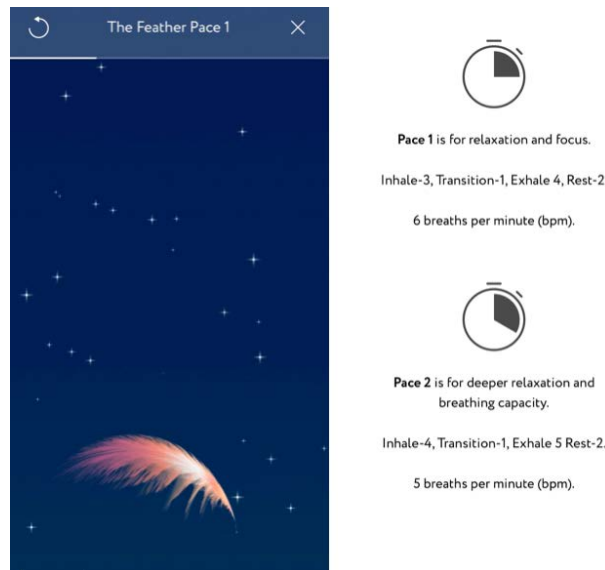 The Feather Pace 1
Pace 1 is for relaxation and focus.
Inhale-3, Transition-1, Exhale 4, Rest-2
6 breaths per minute (bpm).
Pace 2 is for deeper relaxation and
breathing capacity.
Inhale-4, Transition-1, Exhale 5 Rest-2.
5 breaths per minute (bpm).